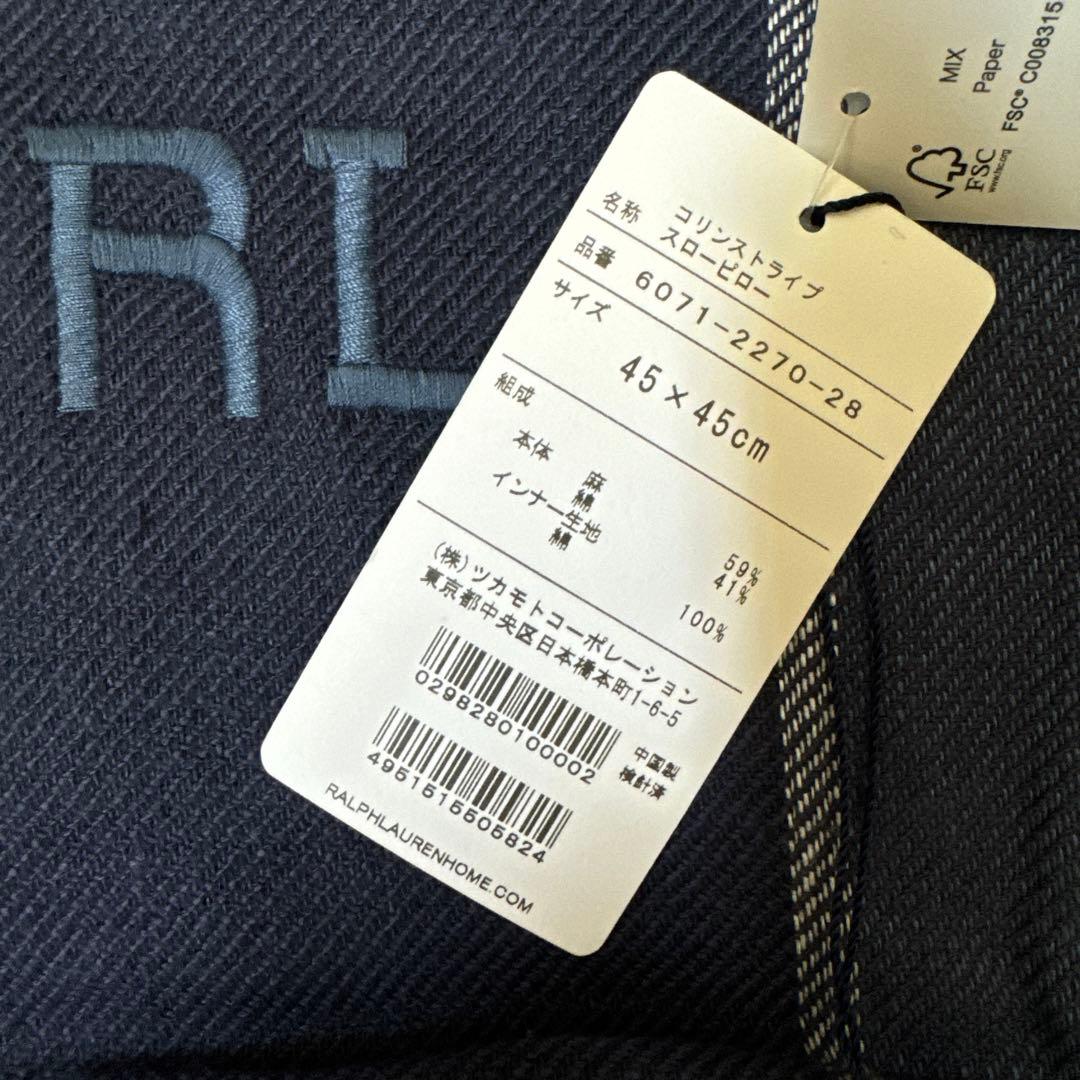 RL
MIX
Paper
FSC® C008315
FSC
www.fsc.org
名称 コリンストライプ
スローピロー
品番 6071-2270-28
サイズ
45×45cm
組成
本体 麻 59%
綿 41%
インナー生地
綿 100%
(株)ツカモトコーポレーション
東京都中央区日本橋本町1-6-5
0298280100002
中国製
検針済
4951515505824
RALPHLAURENHOME.COM